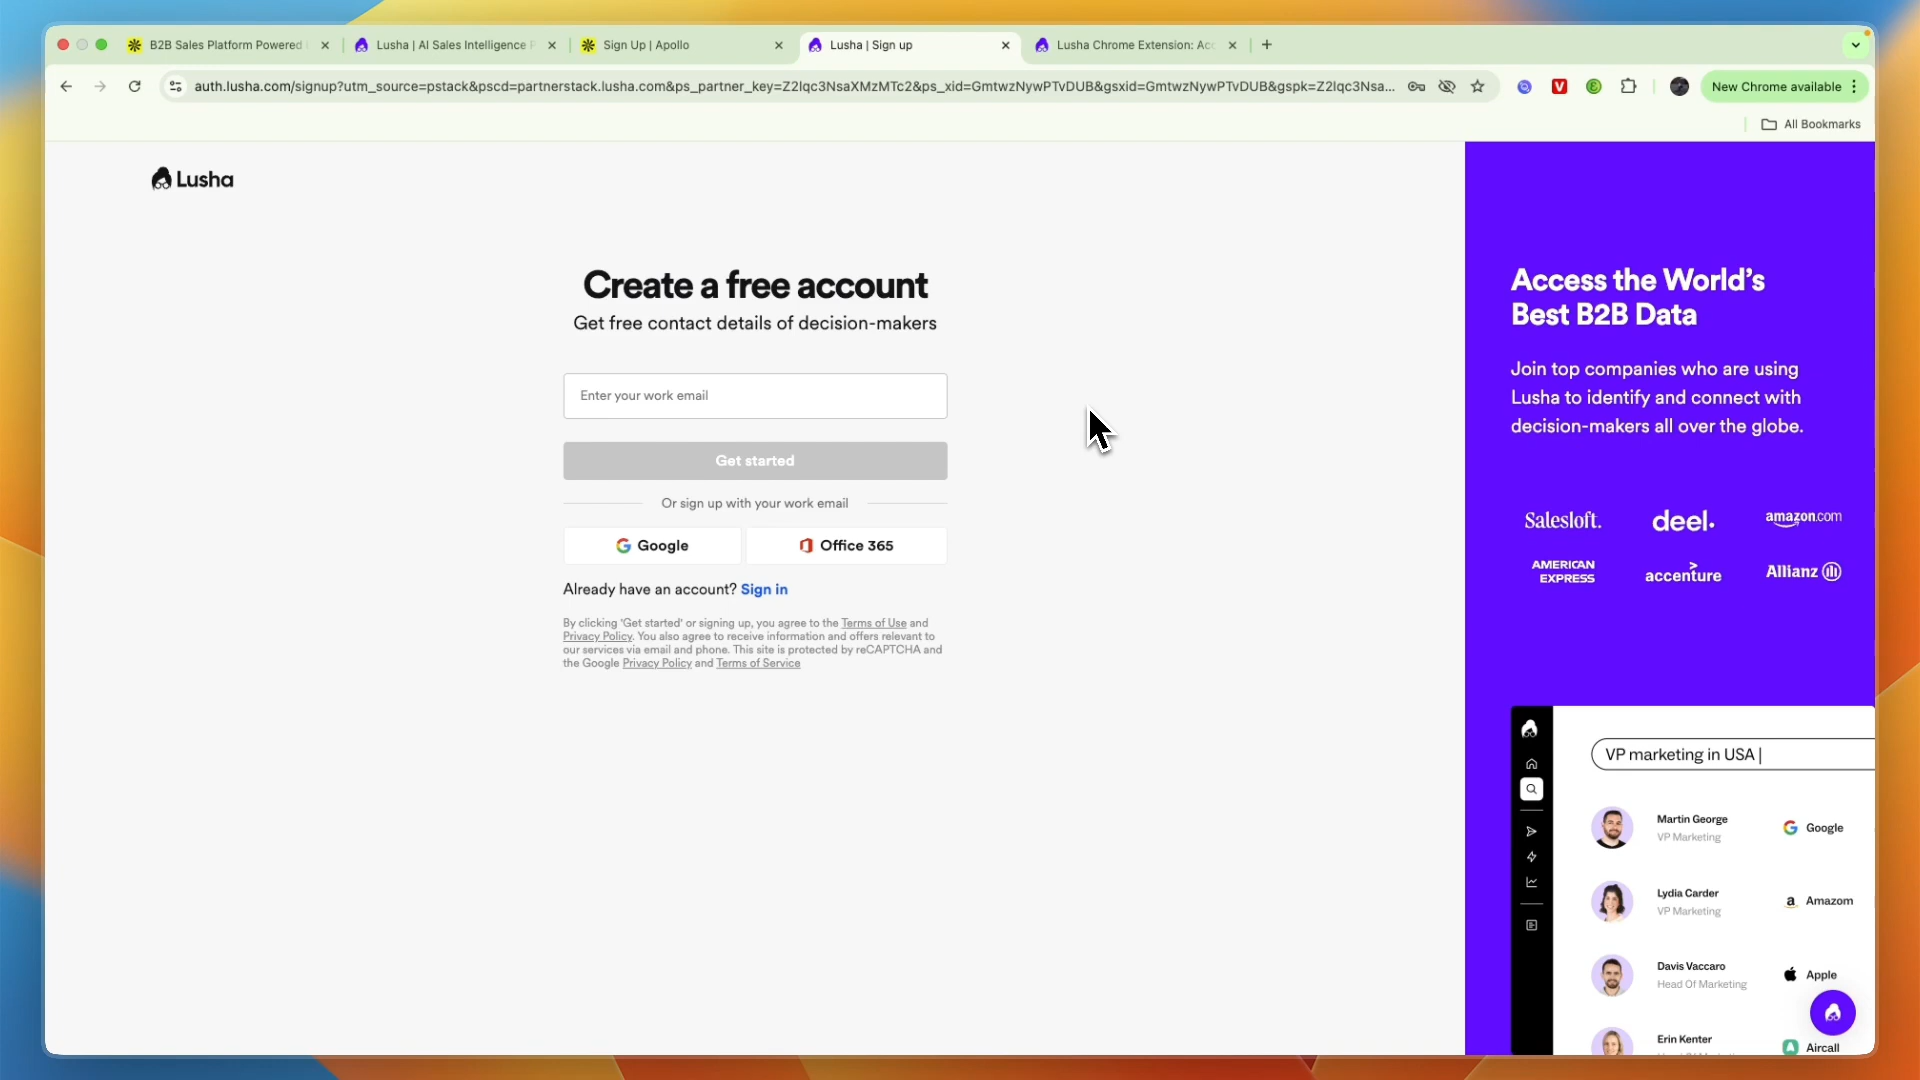 B2B Sales Platform Powered
Lusha | AI Sales Intelligence
Sign Up | Apollo
Lusha | Sign up
Lusha Chrome Extension:
auth.lusha.com/signup?utm_source=pstack&pscd=partnerstack.lusha.com&ps_partner_key=Z2lqc3NsaXMzMTc2&ps_xid=GmtwzNywPTvDUB&gsxid=GmtwzNywPTvDUB&gspk=Z2lqc3Nsa...
New Chrome available
All Bookmarks
Lusha
Create a free account
Get free contact details of decision-makers
Enter your work email
Get started
Or sign up with your work email
Google
Office 365
Already have an account? Sign in
By clicking 'Get started' or signing up, you agree to the Terms of Use and
Privacy Policy. You also agree to receive information and offers relevant to
our services via email and phone. This site is protected by reCAPTCHA and
the Google Privacy Policy and Terms of Service
Access the World's
Best B2B Data
Join top companies who are using
Lusha to identify and connect with
decision-makers all over the globe.
Salesloft.
deel.
amazon.com
AMERICAN
EXPRESS
accenture
Allianz
VP marketing in USA |
Martin George
VP Marketing
Google
Lydia Carder
VP Marketing
Amazom
Davis Vaccaro
Head Of Marketing
Apple
Erin Kenter
Aircall